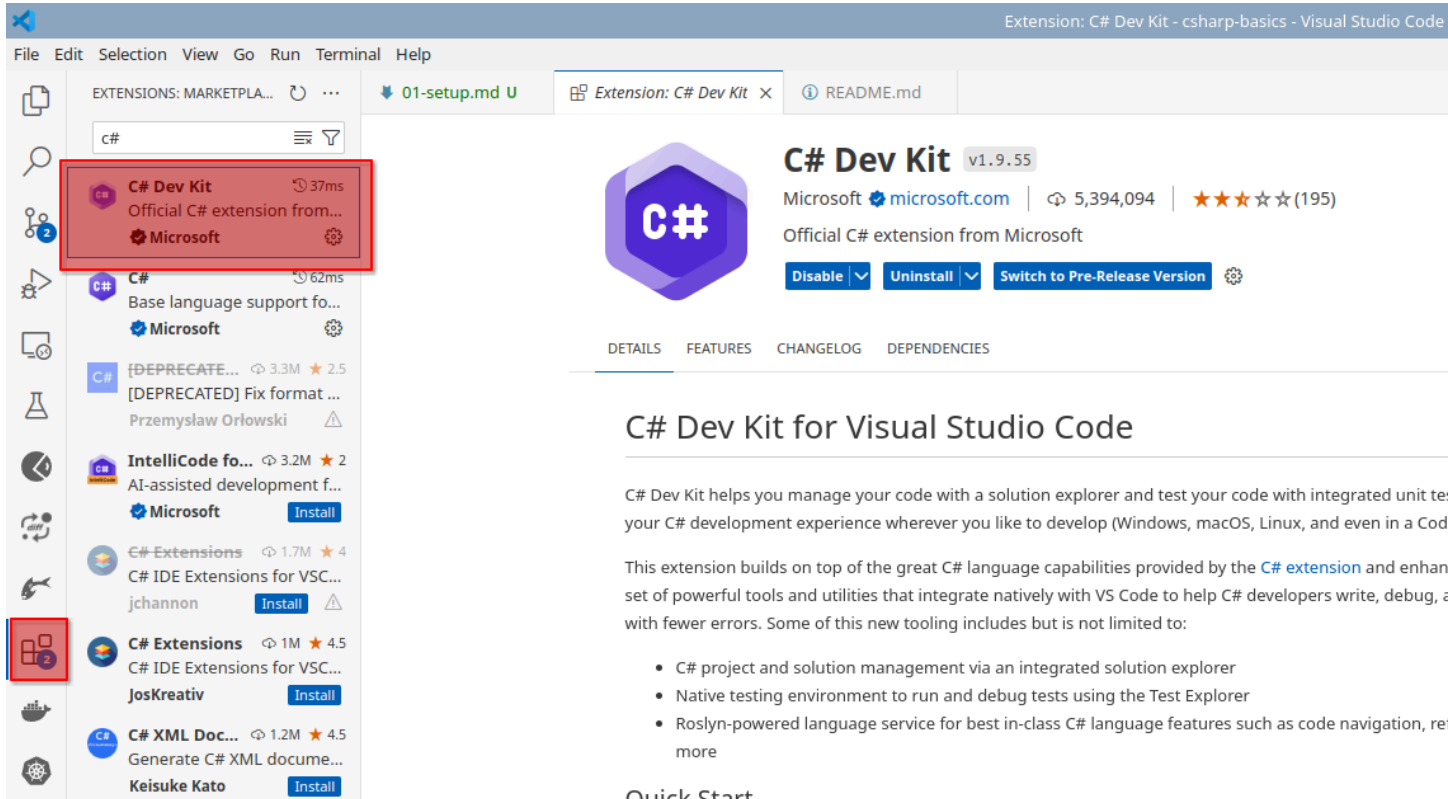 Extension: C# Dev Kit - csharp-basics - Visual Studio Code
File Edit Selection View Go Run Terminal Help
EXTENSIONS: MARKETPLA... ...
01-setup.md U
Extension: C# Dev Kit
README.md
c#
C# Dev Kit 37ms
Official C# extension from...
Microsoft
C# 62ms
Base language support fo...
Microsoft
[DEPRECATE... 3.3M ★ 2.5
[DEPRECATED] Fix format ...
Przemysław Orłowski
IntelliCode fo... 3.2M ★ 2
AI-assisted development f...
Microsoft Install
C# Extensions 1.7M ★ 4
C# IDE Extensions for VSC...
jchannon Install
C# Extensions 1M ★ 4.5
C# IDE Extensions for VSC...
JosKreativ Install
C# XML Doc... 1.2M ★ 4.5
Generate C# XML docume...
Keisuke Kato Install
2
2
C#
C# Dev Kit v1.9.55
Microsoft microsoft.com 5,394,094 (195)
Official C# extension from Microsoft
Disable Uninstall Switch to Pre-Release Version
DETAILS FEATURES CHANGELOG DEPENDENCIES
C# Dev Kit for Visual Studio Code
C# Dev Kit helps you manage your code with a solution explorer and test your code with integrated unit tes
your C# development experience wherever you like to develop (Windows, macOS, Linux, and even in a Cod
This extension builds on top of the great C# language capabilities provided by the C# extension and enhan
set of powerful tools and utilities that integrate natively with VS Code to help C# developers write, debug, a
with fewer errors. Some of this new tooling includes but is not limited to:
• C# project and solution management via an integrated solution explorer
• Native testing environment to run and debug tests using the Test Explorer
• Roslyn-powered language service for best in-class C# language features such as code navigation, ref
more
Quick Start